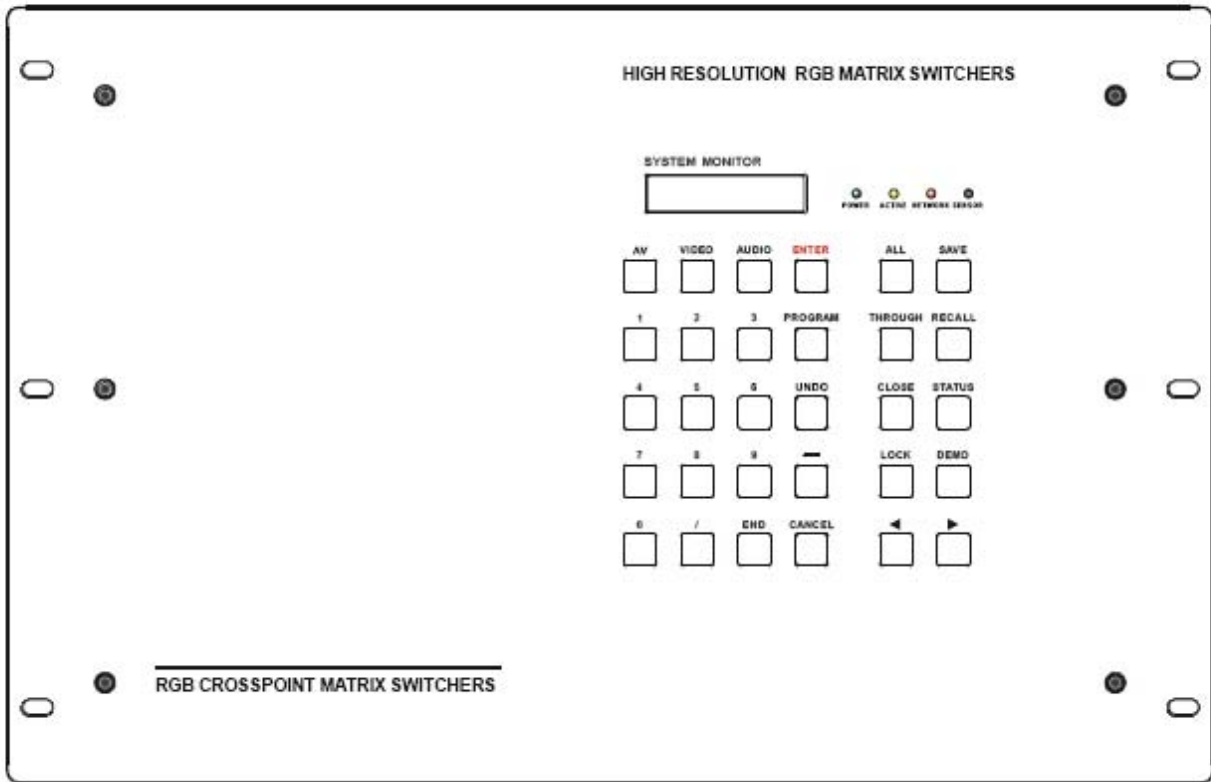 HIGH RESOLUTION RGB MATRIX SWITCHERS
SYSTEM MONITOR
POWER ACTIVE NETWORK SENSOR
AV VIDEO AUDIO ENTER ALL SAVE
1 2 3 PROGRAM THROUGH RECALL
4 5 6 UNDO CLOSE STATUS
7 8 9 — LOCK DEMO
0 / END CANCEL ◀ ▶
RGB CROSSPOINT MATRIX SWITCHERS